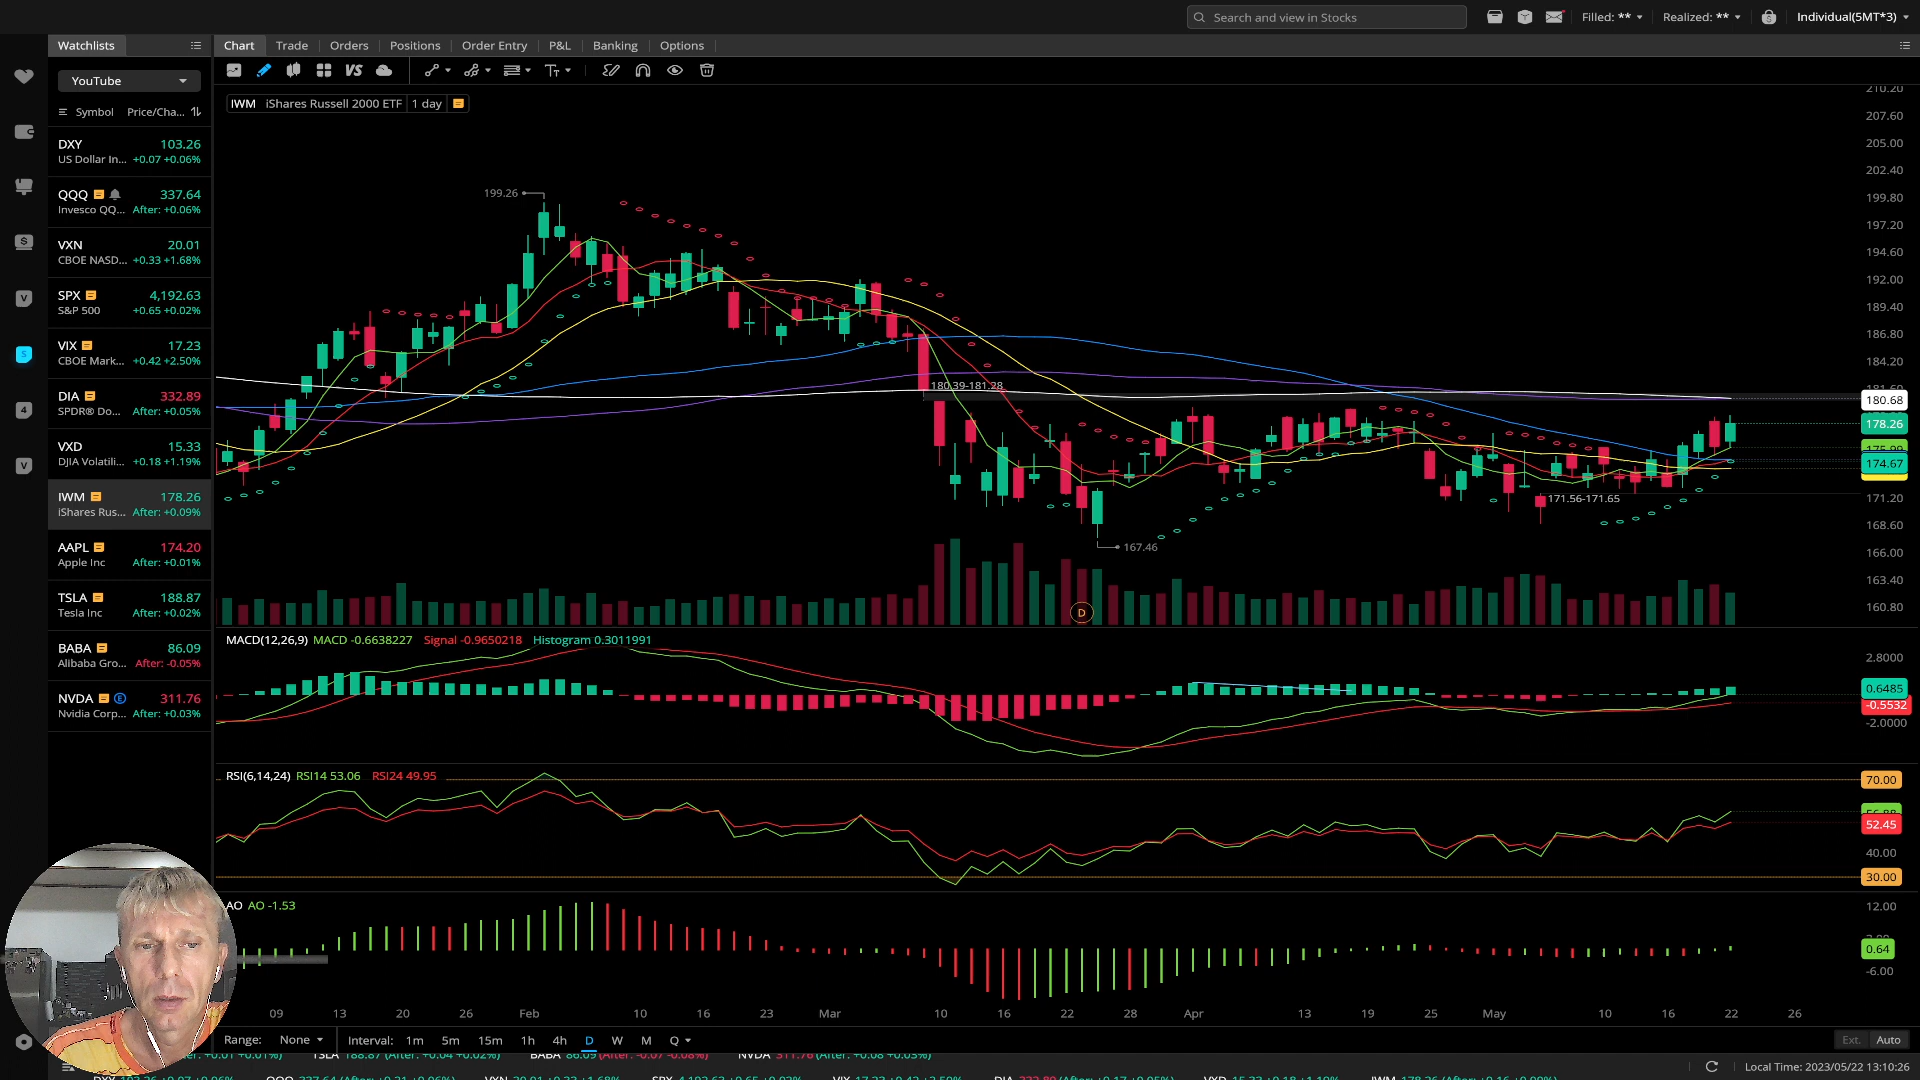 Search and view in Stocks
Filled: **
Realized: **
Individual(5MT*3)
Watchlists
Chart Trade Orders Positions Order Entry P&L Banking Options
YouTube
VS
Symbol Price/Cha...
IWM iShares Russell 2000 ETF 1 day
DXY 103.26
US Dollar In... +0.07 +0.06%
QQQ 337.64
Invesco QQ... After: +0.06%
VXN 20.01
CBOE NASD... +0.33 +1.68%
SPX 4,192.63
S&P 500 +0.65 +0.02%
VIX 17.23
CBOE Mark... +0.42 +2.50%
DIA 332.89
SPDR® Do... After: +0.05%
VXD 15.33
DJIA Volatili... +0.18 +1.19%
IWM 178.26
iShares Rus... After: +0.09%
AAPL 174.20
Apple Inc After: +0.01%
TSLA 188.87
Tesla Inc After: +0.02%
BABA 86.09
Alibaba Gro... After: -0.05%
NVDA E 311.76
Nvidia Corp... After: +0.03%
199.26
180.39-181.28
171.56-171.65
167.46
D
210.20
207.60
205.00
202.40
199.80
197.20
194.60
192.00
189.40
186.80
184.20
180.68
178.26
174.67
171.20
168.60
166.00
163.40
160.80
MACD(12,26,9) MACD -0.6638227 Signal -0.9650218 Histogram 0.3011991
2.8000
0.6485
-0.5532
-2.0000
RSI(6,14,24) RSI14 53.06 RSI24 49.95
70.00
52.45
40.00
30.00
AO AO -1.53
12.00
0.64
-6.00
09 13 20 26 Feb 10 16 23 Mar 10 16 22 28 Apr 13 19 25 May 10 16 22 26
Range: None Interval: 1m 5m 15m 1h 4h D W M Q
Ext. Auto
Local Time: 2023/05/22 13:10:26